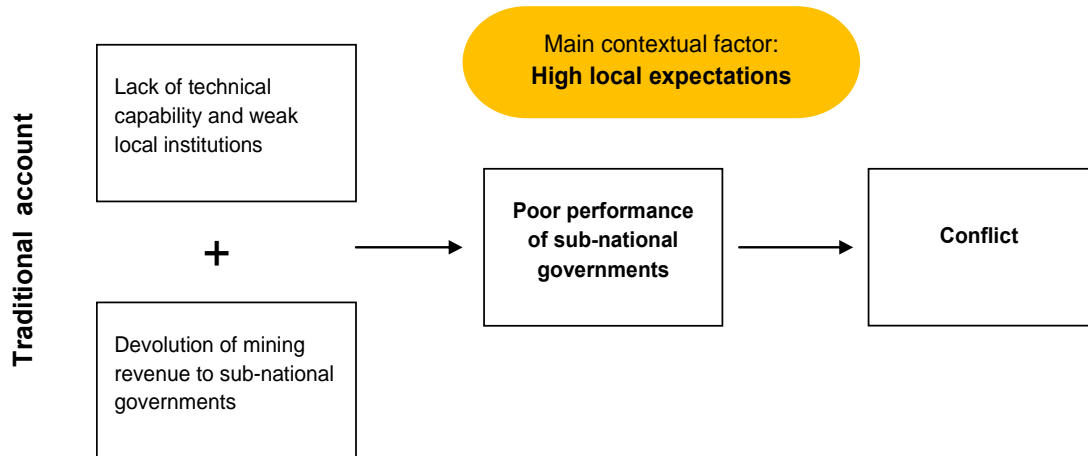 Traditional account
Lack of technical
capability and weak
local institutions
+
Devolution of mining
revenue to sub-national
governments
Main contextual factor:
High local expectations
Poor performance
of sub-national
governments
Conflict